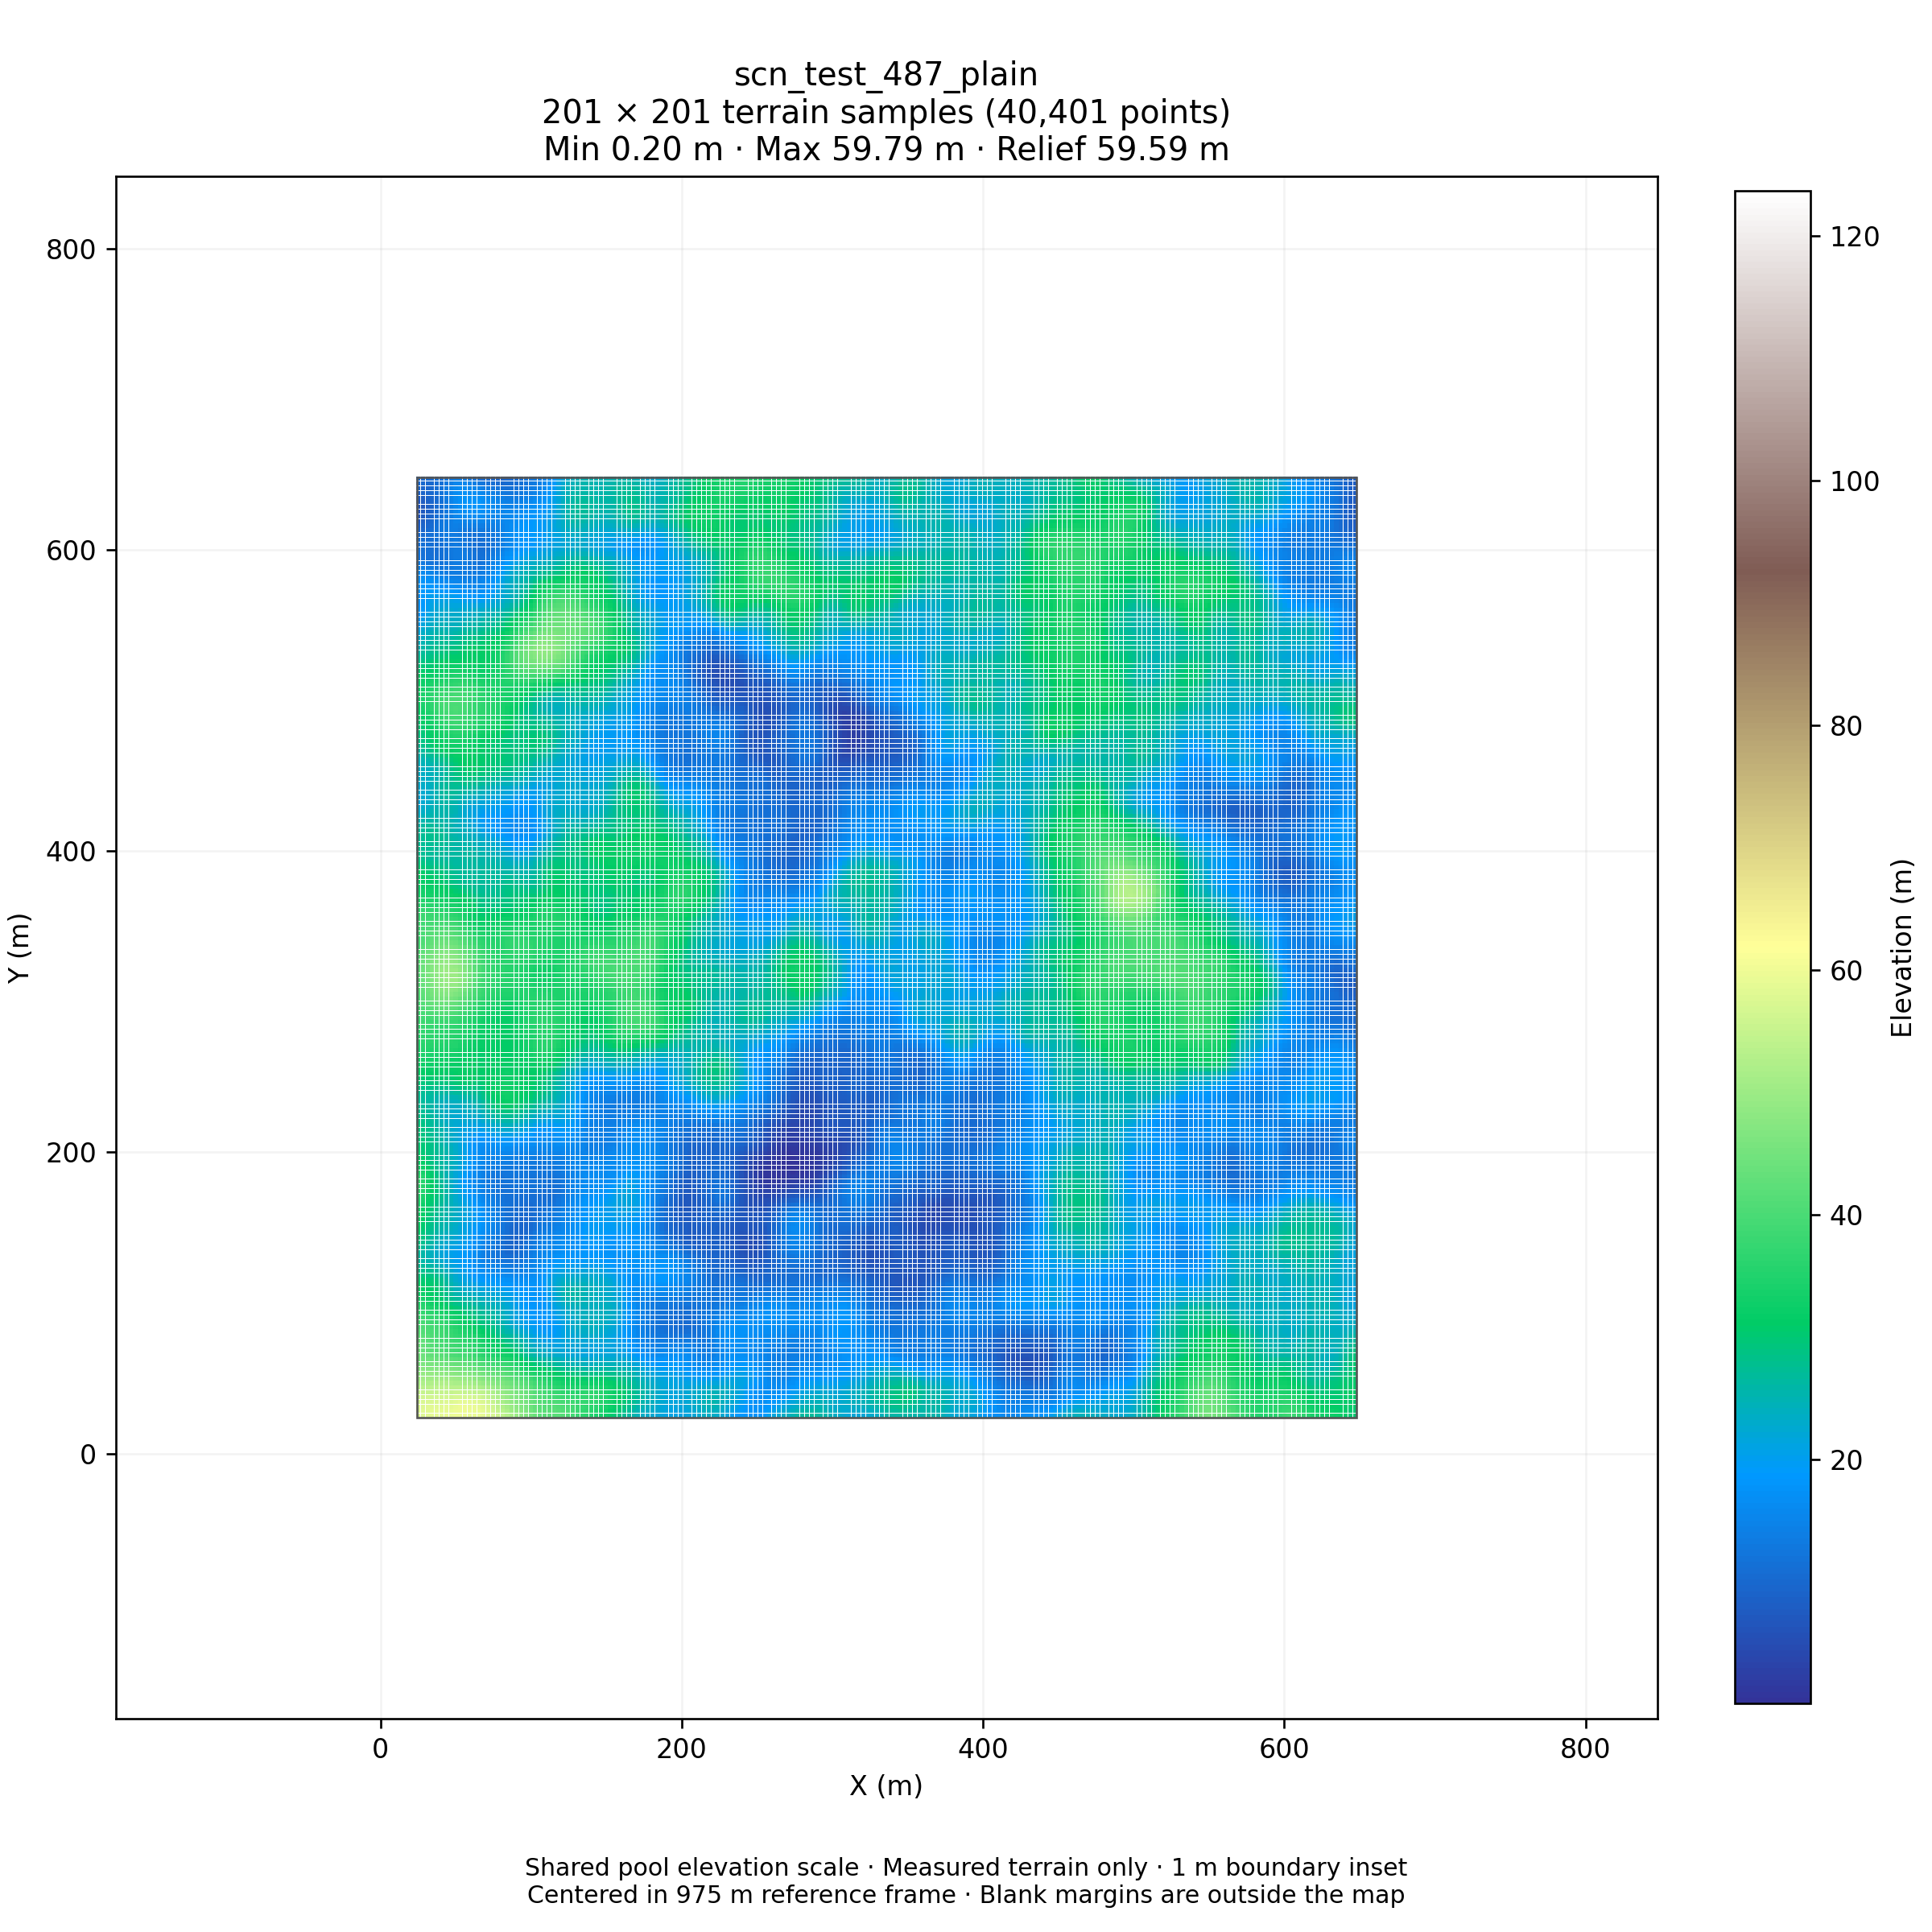 scn_test_487_plain
201 × 201 terrain samples (40,401 points)
Min 0.20 m · Max 59.79 m · Relief 59.59 m
800
600
400
200
0
Y (m)
0
200
400
600
800
X (m)
120
100
80
60
40
20
Elevation (m)
Shared pool elevation scale · Measured terrain only · 1 m boundary inset
Centered in 975 m reference frame · Blank margins are outside the map